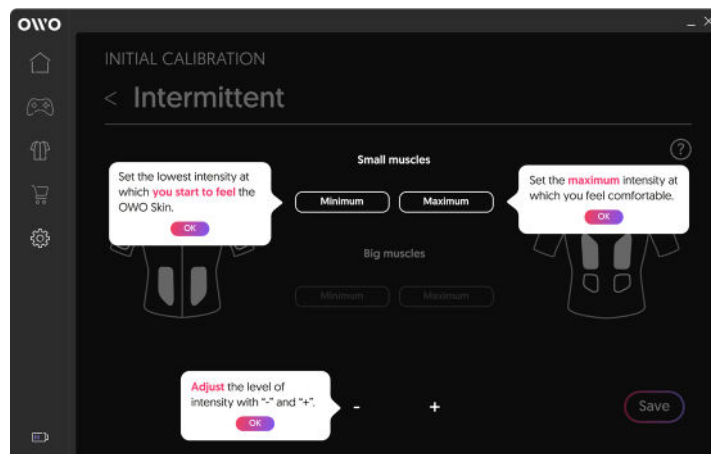 OWO
INITIAL CALIBRATION
< Intermittent
?
Small muscles
Set the lowest intensity at
which you start to feel the
OWO Skin.
OK
Minimum
Maximum
Set the maximum intensity at
which you feel comfortable.
OK
Big muscles
Minimum
Maximum
Adjust the level of
intensity with "-" and "+".
OK
-
+
Save